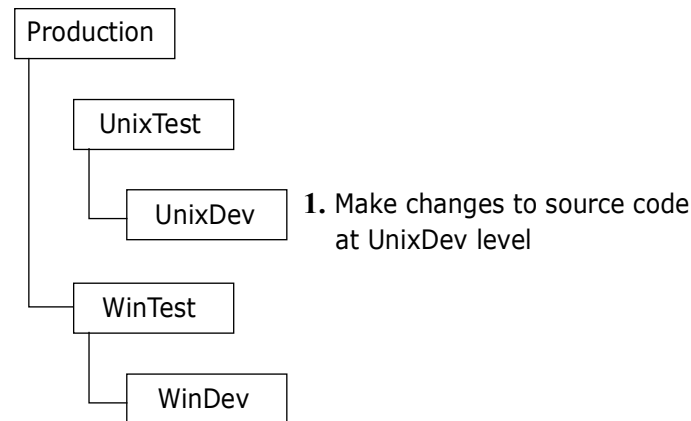 Production
UnixTest
UnixDev
1. Make changes to source code
at UnixDev level
WinTest
WinDev